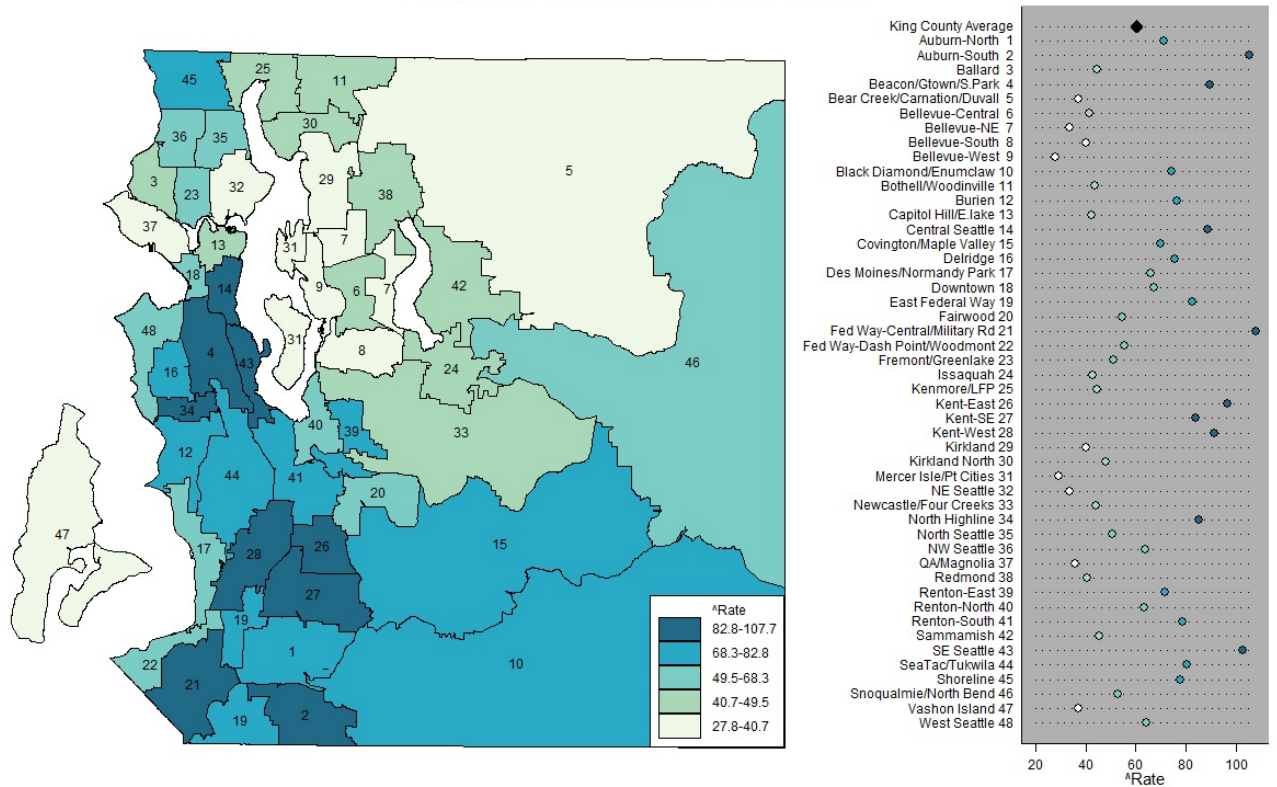 45
25
11
36
35
30
5
3
23
32
29
38
37
13
31
7
18
14
9
6
7
42
48
4
31
8
46
16
43
24
34
40
39
33
12
44
41
20
47
17
28
26
15
27
19
1
10
22
21
19
2
^Rate
82.8-107.7
68.3-82.8
49.5-68.3
40.7-49.5
27.8-40.7
King County Average
Auburn-North 1
Auburn-South 2
Ballard 3
Beacon/Gtown/S.Park 4
Bear Creek/Carnation/Duvall 5
Bellevue-Central 6
Bellevue-NE 7
Bellevue-South 8
Bellevue-West 9
Black Diamond/Enumclaw 10
Bothell/Woodinville 11
Burien 12
Capitol Hill/E.lake 13
Central Seattle 14
Covington/Maple Valley 15
Delridge 16
Des Moines/Normandy Park 17
Downtown 18
East Federal Way 19
Fairwood 20
Fed Way-Central/Military Rd 21
Fed Way-Dash Point/Woodmont 22
Fremont/Greenlake 23
Issaquah 24
Kenmore/LFP 25
Kent-East 26
Kent-SE 27
Kent-West 28
Kirkland 29
Kirkland North 30
Mercer Isle/Pt Cities 31
NE Seattle 32
Newcastle/Four Creeks 33
North Highline 34
North Seattle 35
NW Seattle 36
QA/Magnolia 37
Redmond 38
Renton-East 39
Renton-North 40
Renton-South 41
Sammamish 42
SE Seattle 43
SeaTac/Tukwila 44
Shoreline 45
Snoqualmie/North Bend 46
Vashon Island 47
West Seattle 48
20 40 60 80 100
^Rate